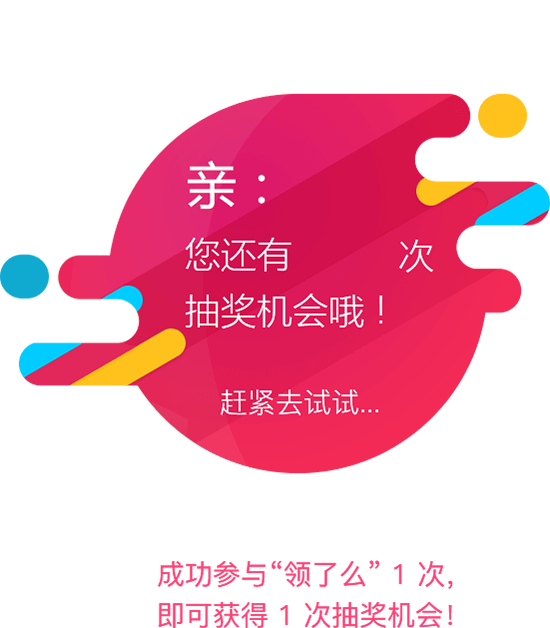 亲：
您还有 次
抽奖机会哦！
赶紧去试试...
成功参与“领了么” 1 次，
即可获得 1 次抽奖机会！